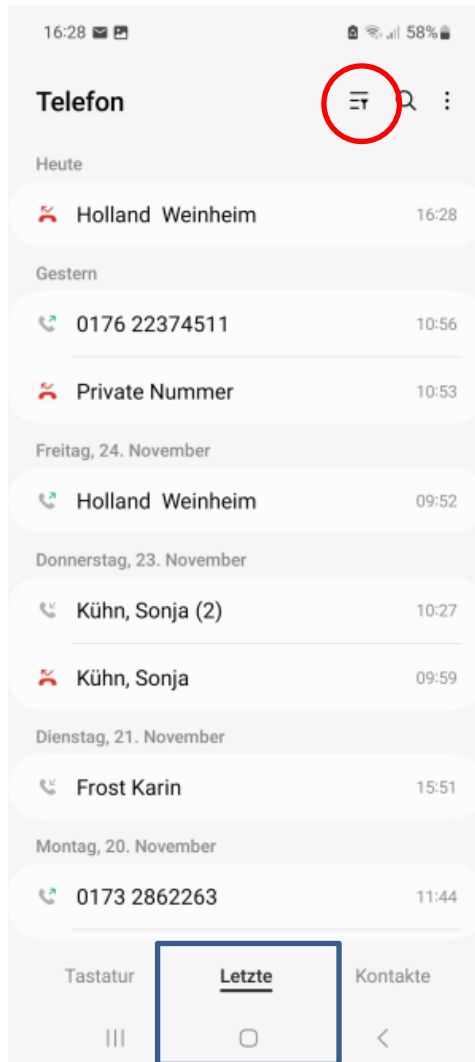 16:28 58%
Telefon
Heute
Holland Weinheim 16:28
Gestern
0176 22374511 10:56
Private Nummer 10:53
Freitag, 24. November
Holland Weinheim 09:52
Donnerstag, 23. November
Kühn, Sonja (2) 10:27
Kühn, Sonja 09:59
Dienstag, 21. November
Frost Karin 15:51
Montag, 20. November
0173 2862263 11:44
Tastatur Letzte Kontakte